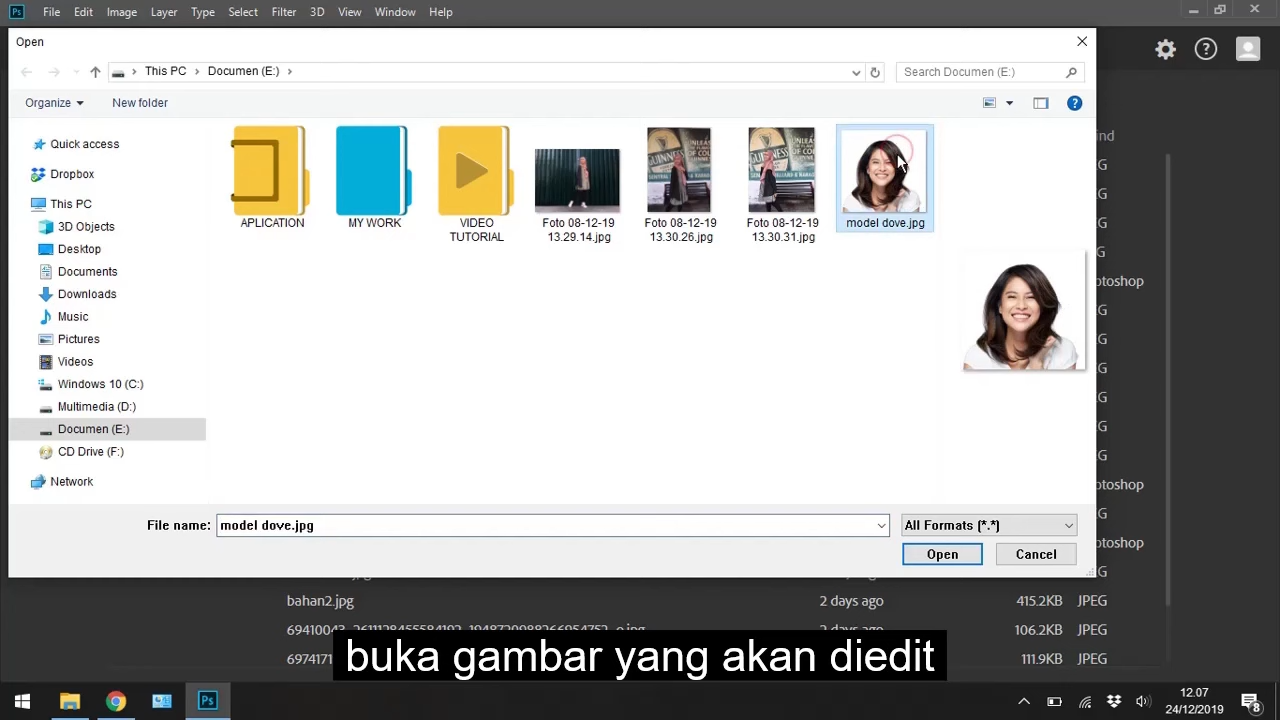 Ps File Edit Image Layer Type Select Filter 3D View Window Help
Open
This PC Documen (E:)
Search Documen (E:)
Organize
New folder
Quick access
Dropbox
This PC
3D Objects
Desktop
Documents
Downloads
Music
Pictures
Videos
Windows 10 (C:)
Multimedia (D:)
Documen (E:)
CD Drive (F:)
Network
APLICATION
MY WORK
VIDEO
TUTORIAL
Foto 08-12-19
13.29.14.jpg
Foto 08-12-19
13.30.26.jpg
Foto 08-12-19
13.30.31.jpg
model dove.jpg
GUINNESS
GUINNESS
File name: model dove.jpg
All Formats (*.*)
Open Cancel
bahan2.jpg 2 days ago 415.2KB JPEG
106.2KB JPEG
111.9KB JPEG
buka gambar yang akan diedit
Ps
12.07
24/12/2019
8